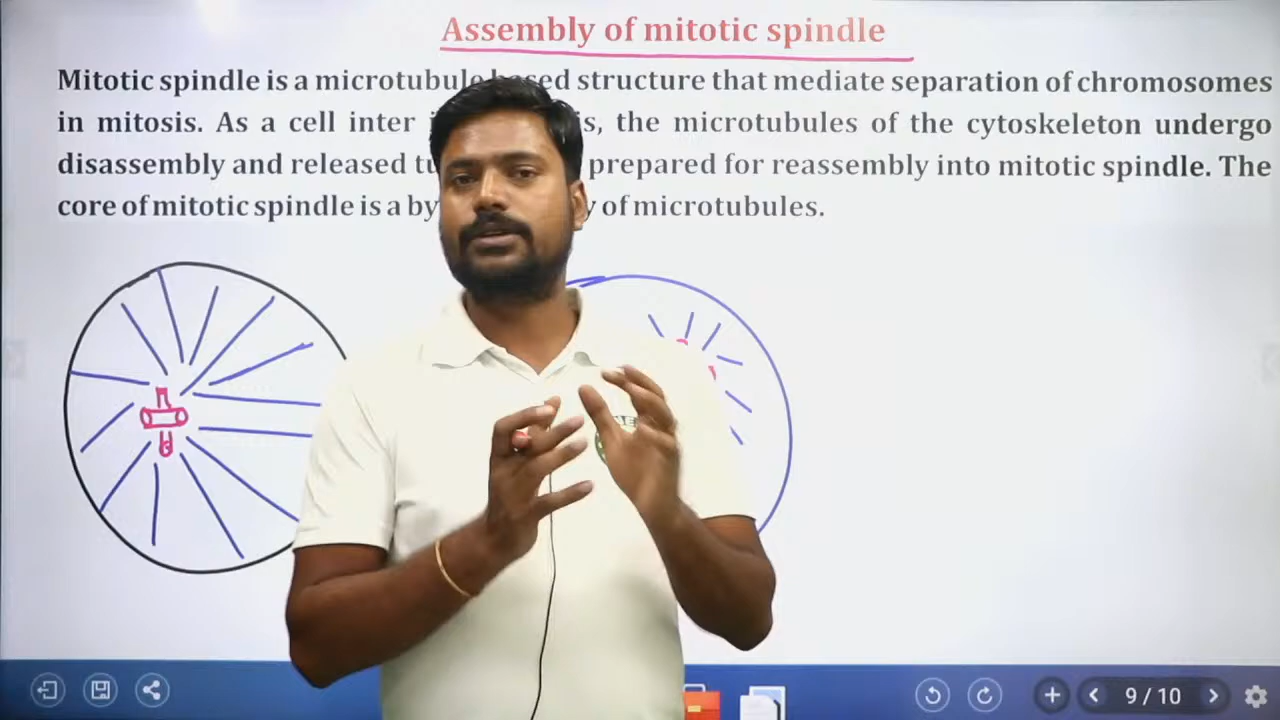 Assembly of mitotic spindle
Mitotic spindle is a microtubule based structure that mediate separation of chromosomes
in mitosis. As a cell inter is, the microtubules of the cytoskeleton undergo
disassembly and released prepared for reassembly into mitotic spindle. The
core of mitotic spindle is a of microtubules.
9 / 10